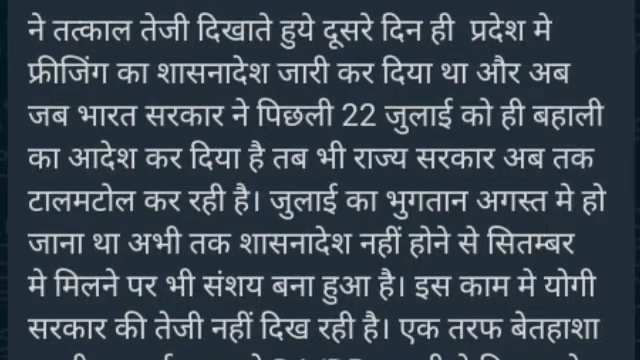 ने तत्काल तेजी दिखाते हुये दूसरे दिन ही प्रदेश मे
फ्रीजिंग का शासनादेश जारी कर दिया था और अब
जब भारत सरकार ने पिछली 22 जुलाई को ही बहाली
का आदेश कर दिया है तब भी राज्य सरकार अब तक
टालमटोल कर रही है। जुलाई का भुगतान अगस्त मे हो
जाना था अभी तक शासनादेश नहीं होने से सितम्बर
मे मिलने पर भी संशय बना हुआ है। इस काम मे योगी
सरकार की तेजी नहीं दिख रही है। एक तरफ बेतहाशा